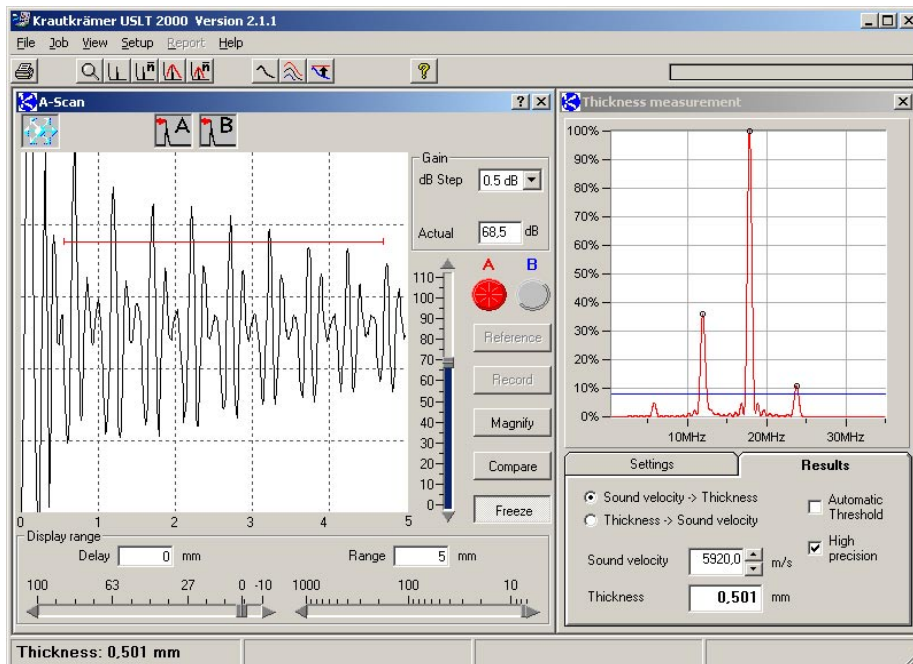 Krautkrämer USLT 2000 Version 2.1.1
File Job View Setup Report Help
n n
A-Scan
A B
Gain
dB Step 0.5 dB
Actual 68,5 dB
A B
110
100
90
80
70
60
50
40
30
20
10
0
Reference
Record
Magnify
Compare
Freeze
0 1 2 3 4 5
Display range
Delay 0 mm Range 5 mm
100 63 27 0 -10 1000 100 10
Thickness measurement
100%
90%
80%
70%
60%
50%
40%
30%
20%
10%
0%
10MHz 20MHz 30MHz
Settings Results
Sound velocity -> Thickness
Thickness -> Sound velocity
Automatic Threshold
High precision
Sound velocity 5920,0 m/s
Thickness 0,501 mm
Thickness: 0,501 mm